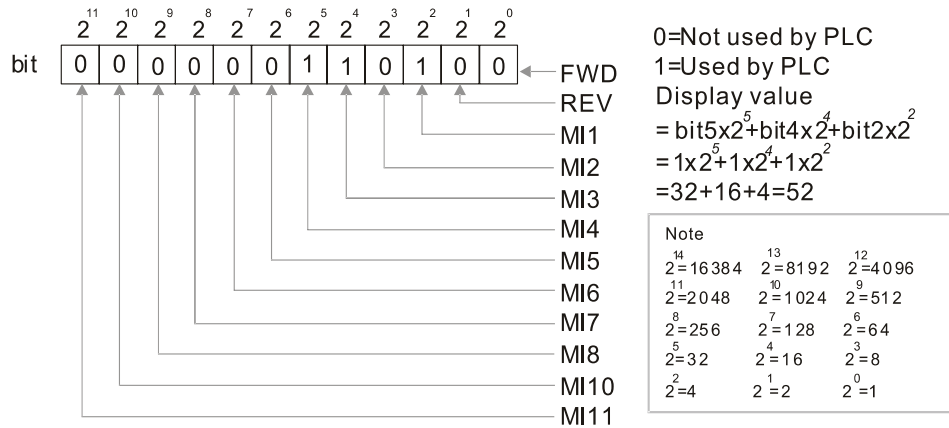 2^11 2^10 2^9 2^8 2^7 2^6 2^5 2^4 2^3 2^2 2^1 2^0
bit 0 0 0 0 0 0 1 1 0 1 0 0
FWD
REV
MI1
MI2
MI3
MI4
MI5
MI6
MI7
MI8
MI10
MI11
0=Not used by PLC
1=Used by PLC
Display value
= bit5x2^5+bit4x2^4+bit2x2^2
= 1x2^5+1x2^4+1x2^2
=32+16+4=52
Note
2^14=16384 2^13=8192 2^12=4096
2^11=2048 2^10=1024 2^9=512
2^8=256 2^7=128 2^6=64
2^5=32 2^4=16 2^3=8
2^2=4 2^1=2 2^0=1